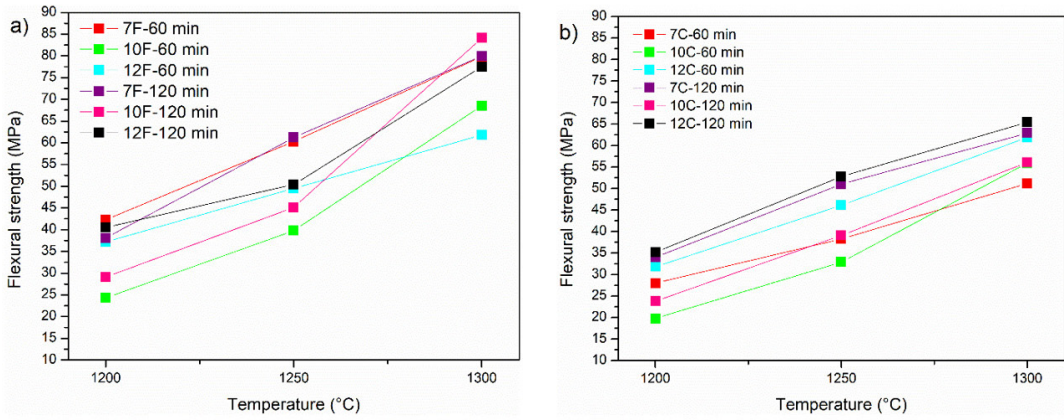 a)
Flexural strength (MPa)
90
85
80
75
70
65
60
55
50
45
40
35
30
25
20
15
10
7F-60 min
10F-60 min
12F-60 min
7F-120 min
10F-120 min
12F-120 min
1200 1250 1300
Temperature (°C)
b)
Flexural strength (MPa)
90
85
80
75
70
65
60
55
50
45
40
35
30
25
20
15
10
7C-60 min
10C-60 min
12C-60 min
7C-120 min
10C-120 min
12C-120 min
1200 1250 1300
Temperature (°C)